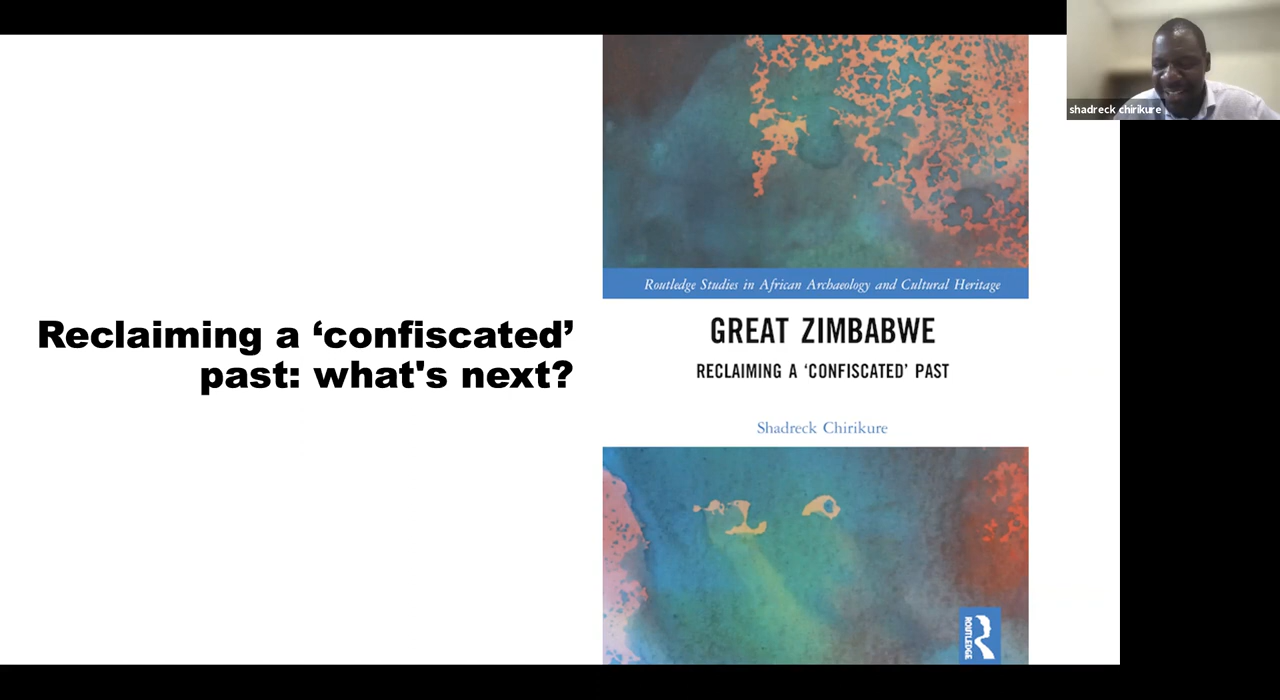 Reclaiming a ‘confiscated’
past: what's next?
Routledge Studies in African Archaeology and Cultural Heritage
GREAT ZIMBABWE
RECLAIMING A ‘CONFISCATED’ PAST
Shadreck Chirikure
ROUTLEDGE
shadreck chirikure